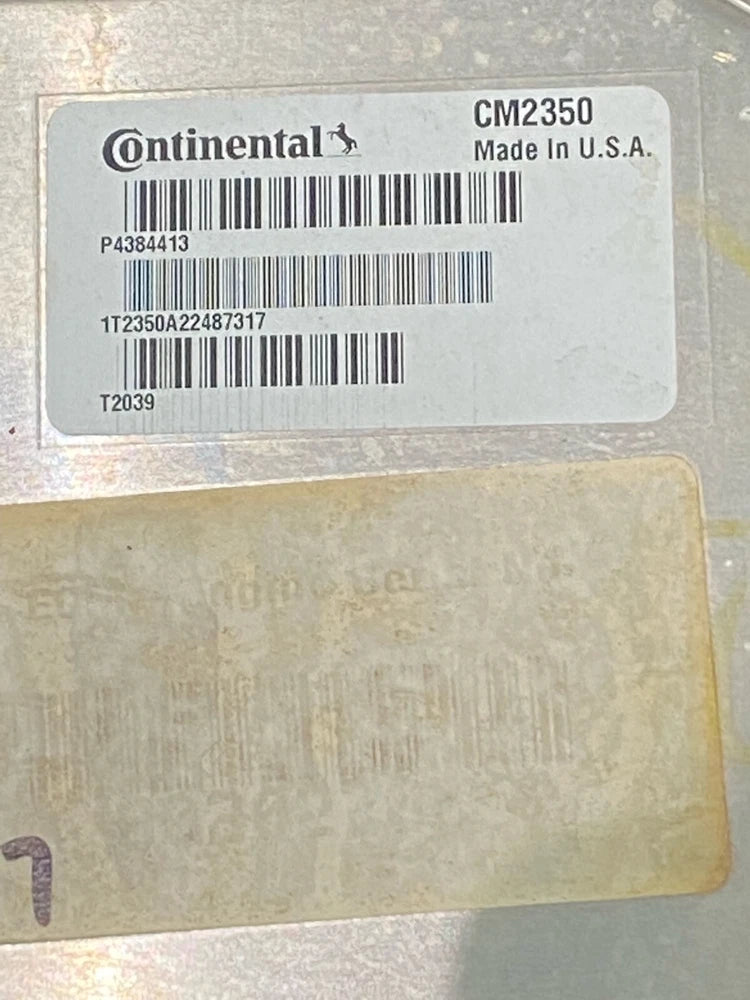 Continental
CM2350
Made In U.S.A.
P4384413
1T2350A22487317
T2039